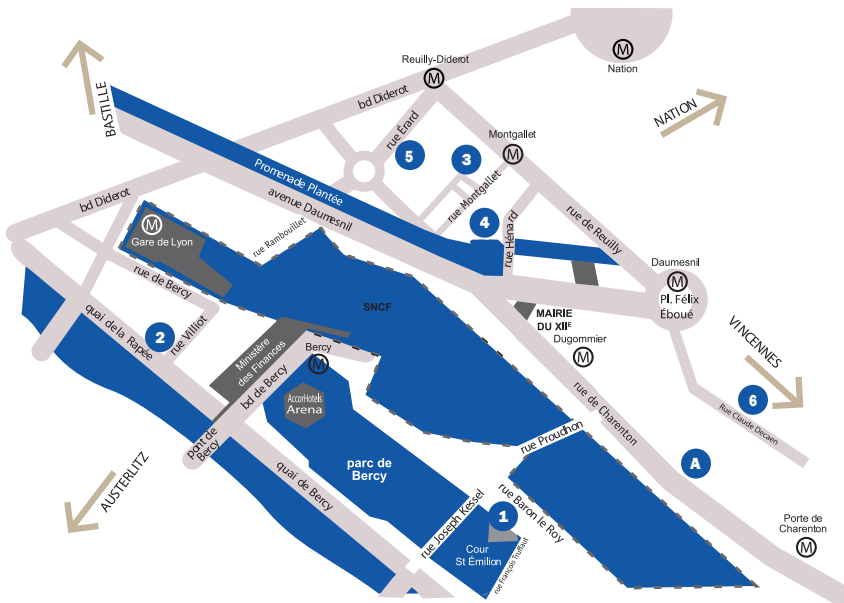 Nation
M
Reuilly-Diderot
M
bd Diderot
BASTILLE
NATION
rue Érard
5
3
Montgallet
M
Promenade Plantée
avenue Daumesnil
rue Montgallet
4
rue Hénard
rue de Reuilly
bd Diderot
M
Gare de Lyon
rue Rambouillet
rue de Bercy
SNCF
Daumesnil
M
Pl. Félix
Éboué
MAIRIE
DU XIIE
Dugommier
M
VINCENNES
quai de la Rapée
2
rue Villiot
Ministère
des Finances
Bercy
M
bd de Bercy
AccorHotels
Arena
pont de
Bercy
rue de Charenton
6
Rue Claude Decaen
rue Proudhon
AUSTERLITZ
quai de Bercy
parc de
Bercy
A
rue Joseph Kessel
1
rue Baron le Roy
Cour
St Émilion
rue François Truffaut
Porte de
Charenton
M